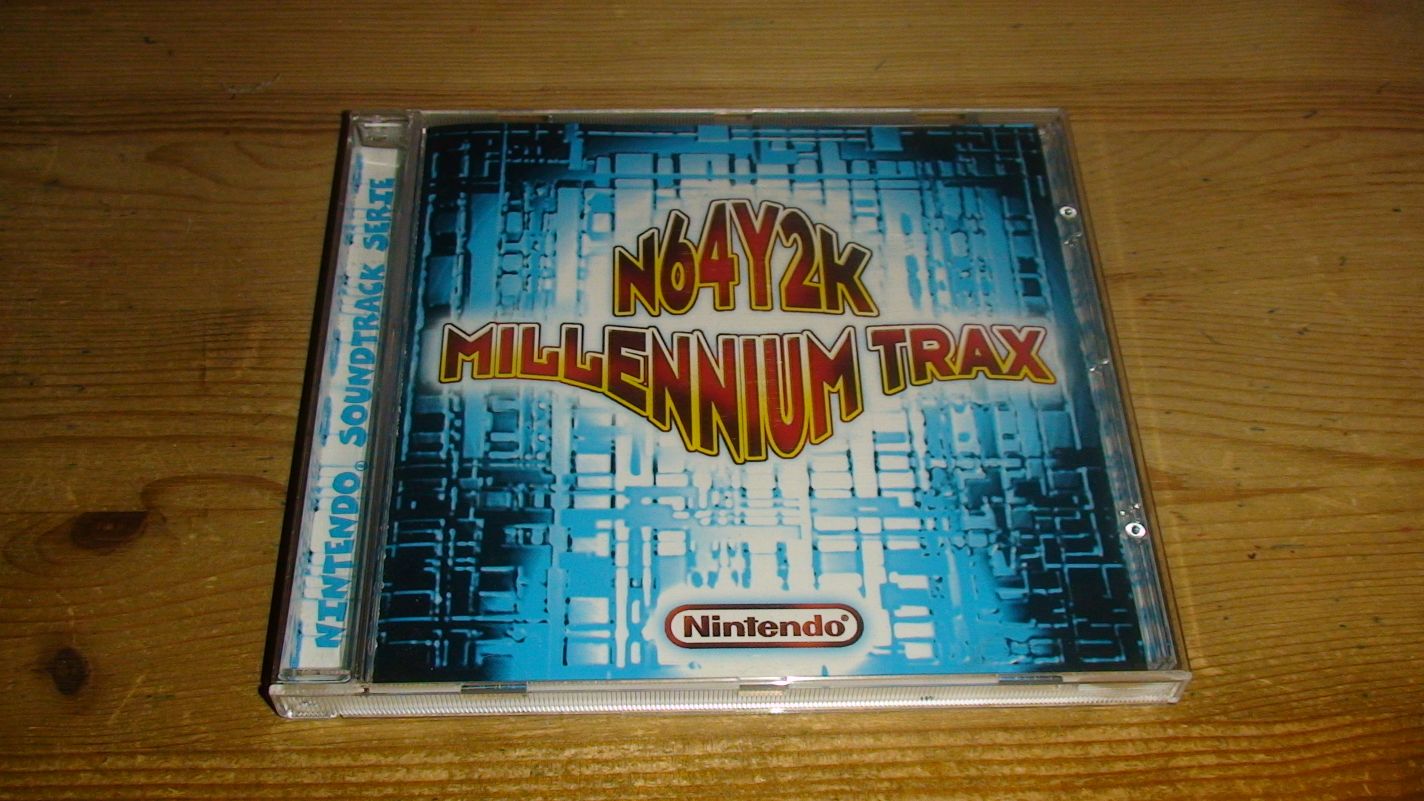 NINTENDO® SOUNDTRACK SERIE
N64Y2K
MILLENNIUM TRAX
Nintendo®